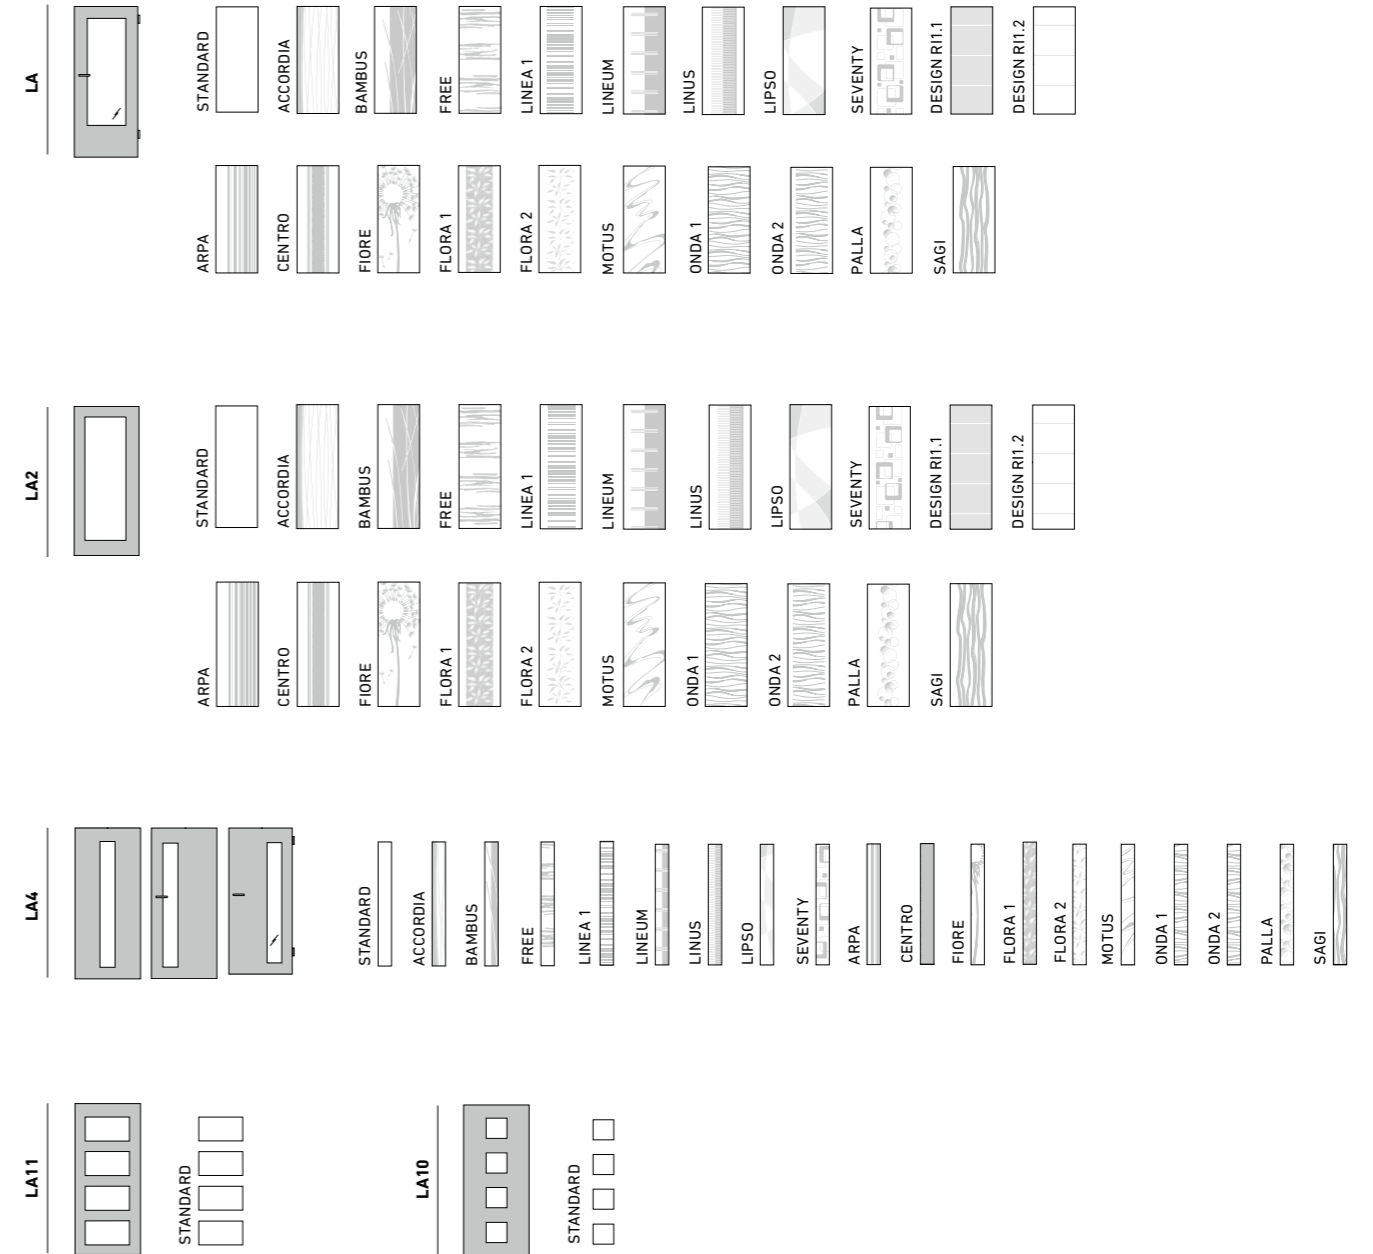 LA
STANDARD
ACCORDIA
BAMBUS
FREE
LINEA 1
LINEUM
LINUS
LIPSO
SEVENTY
DESIGN RI1.1
DESIGN RI1.2
ARPA
CENTRO
FIORE
FLORA 1
FLORA 2
MOTUS
ONDA 1
ONDA 2
PALLA
SAGI
LA2
STANDARD
ACCORDIA
BAMBUS
FREE
LINEA 1
LINEUM
LINUS
LIPSO
SEVENTY
DESIGN RI1.1
DESIGN RI1.2
ARPA
CENTRO
FIORE
FLORA 1
FLORA 2
MOTUS
ONDA 1
ONDA 2
PALLA
SAGI
LA4
STANDARD
ACCORDIA
BAMBUS
FREE
LINEA 1
LINEUM
LINUS
LIPSO
SEVENTY
ARPA
CENTRO
FIORE
FLORA 1
FLORA 2
MOTUS
ONDA 1
ONDA 2
PALLA
SAGI
LA11
STANDARD
LA10
STANDARD